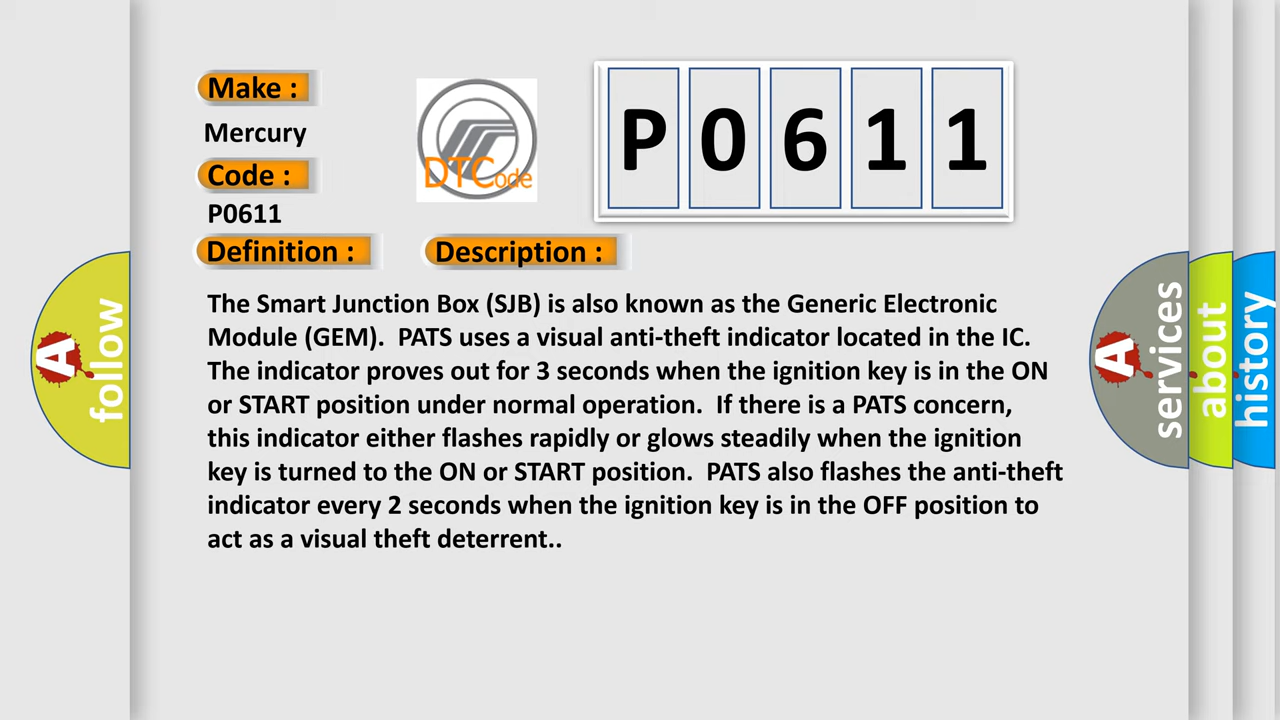 Make :
Mercury
Code :
P0611
Definition :
Description :
DTCode
P0611
The Smart Junction Box (SJB) is also known as the Generic Electronic
Module (GEM).  PATS uses a visual anti-theft indicator located in the IC.
The indicator proves out for 3 seconds when the ignition key is in the ON
or START position under normal operation.  If there is a PATS concern,
this indicator either flashes rapidly or glows steadily when the ignition
key is turned to the ON or START position.  PATS also flashes the anti-theft
indicator every 2 seconds when the ignition key is in the OFF position to
act as a visual theft deterrent..
A follow
A services
about
history